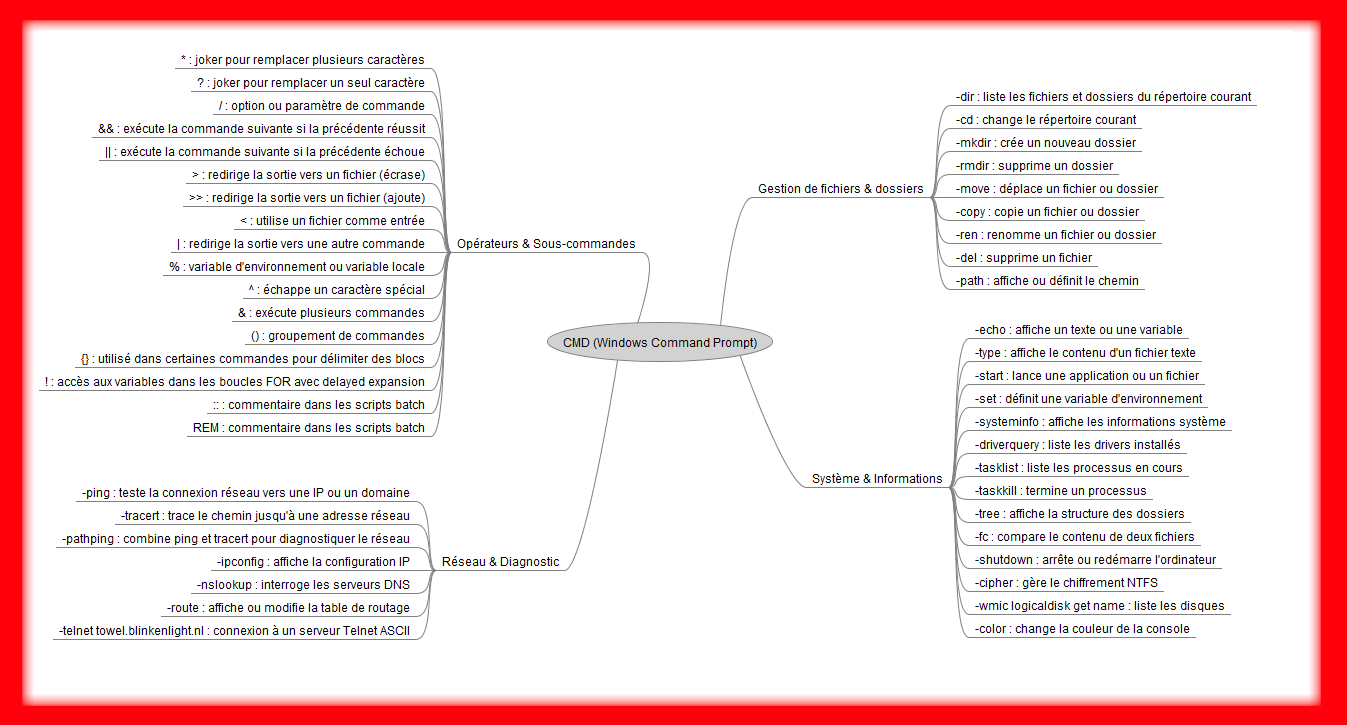 CMD (Windows Command Prompt)
Opérateurs & Sous-commandes
* : joker pour remplacer plusieurs caractères
? : joker pour remplacer un seul caractère
/ : option ou paramètre de commande
&& : exécute la commande suivante si la précédente réussit
|| : exécute la commande suivante si la précédente échoue
> : redirige la sortie vers un fichier (écrase)
>> : redirige la sortie vers un fichier (ajoute)
< : utilise un fichier comme entrée
| : redirige la sortie vers une autre commande
% : variable d'environnement ou variable locale
^ : échappe un caractère spécial
& : exécute plusieurs commandes
() : groupement de commandes
{} : utilisé dans certaines commandes pour délimiter des blocs
! : accès aux variables dans les boucles FOR avec delayed expansion
:: : commentaire dans les scripts batch
REM : commentaire dans les scripts batch
Réseau & Diagnostic
-ping : teste la connexion réseau vers une IP ou un domaine
-tracert : trace le chemin jusqu'à une adresse réseau
-pathping : combine ping et tracert pour diagnostiquer le réseau
-ipconfig : affiche la configuration IP
-nslookup : interroge les serveurs DNS
-route : affiche ou modifie la table de routage
-telnet towel.blinkenlight.nl : connexion à un serveur Telnet ASCII
Gestion de fichiers & dossiers
-dir : liste les fichiers et dossiers du répertoire courant
-cd : change le répertoire courant
-mkdir : crée un nouveau dossier
-rmdir : supprime un dossier
-move : déplace un fichier ou dossier
-copy : copie un fichier ou dossier
-ren : renomme un fichier ou dossier
-del : supprime un fichier
-path : affiche ou définit le chemin
Système & Informations
-echo : affiche un texte ou une variable
-type : affiche le contenu d'un fichier texte
-start : lance une application ou un fichier
-set : définit une variable d'environnement
-systeminfo : affiche les informations système
-driverquery : liste les drivers installés
-tasklist : liste les processus en cours
-taskkill : termine un processus
-tree : affiche la structure des dossiers
-fc : compare le contenu de deux fichiers
-shutdown : arrête ou redémarre l'ordinateur
-cipher : gère le chiffrement NTFS
-wmic logicaldisk get name : liste les disques
-color : change la couleur de la console